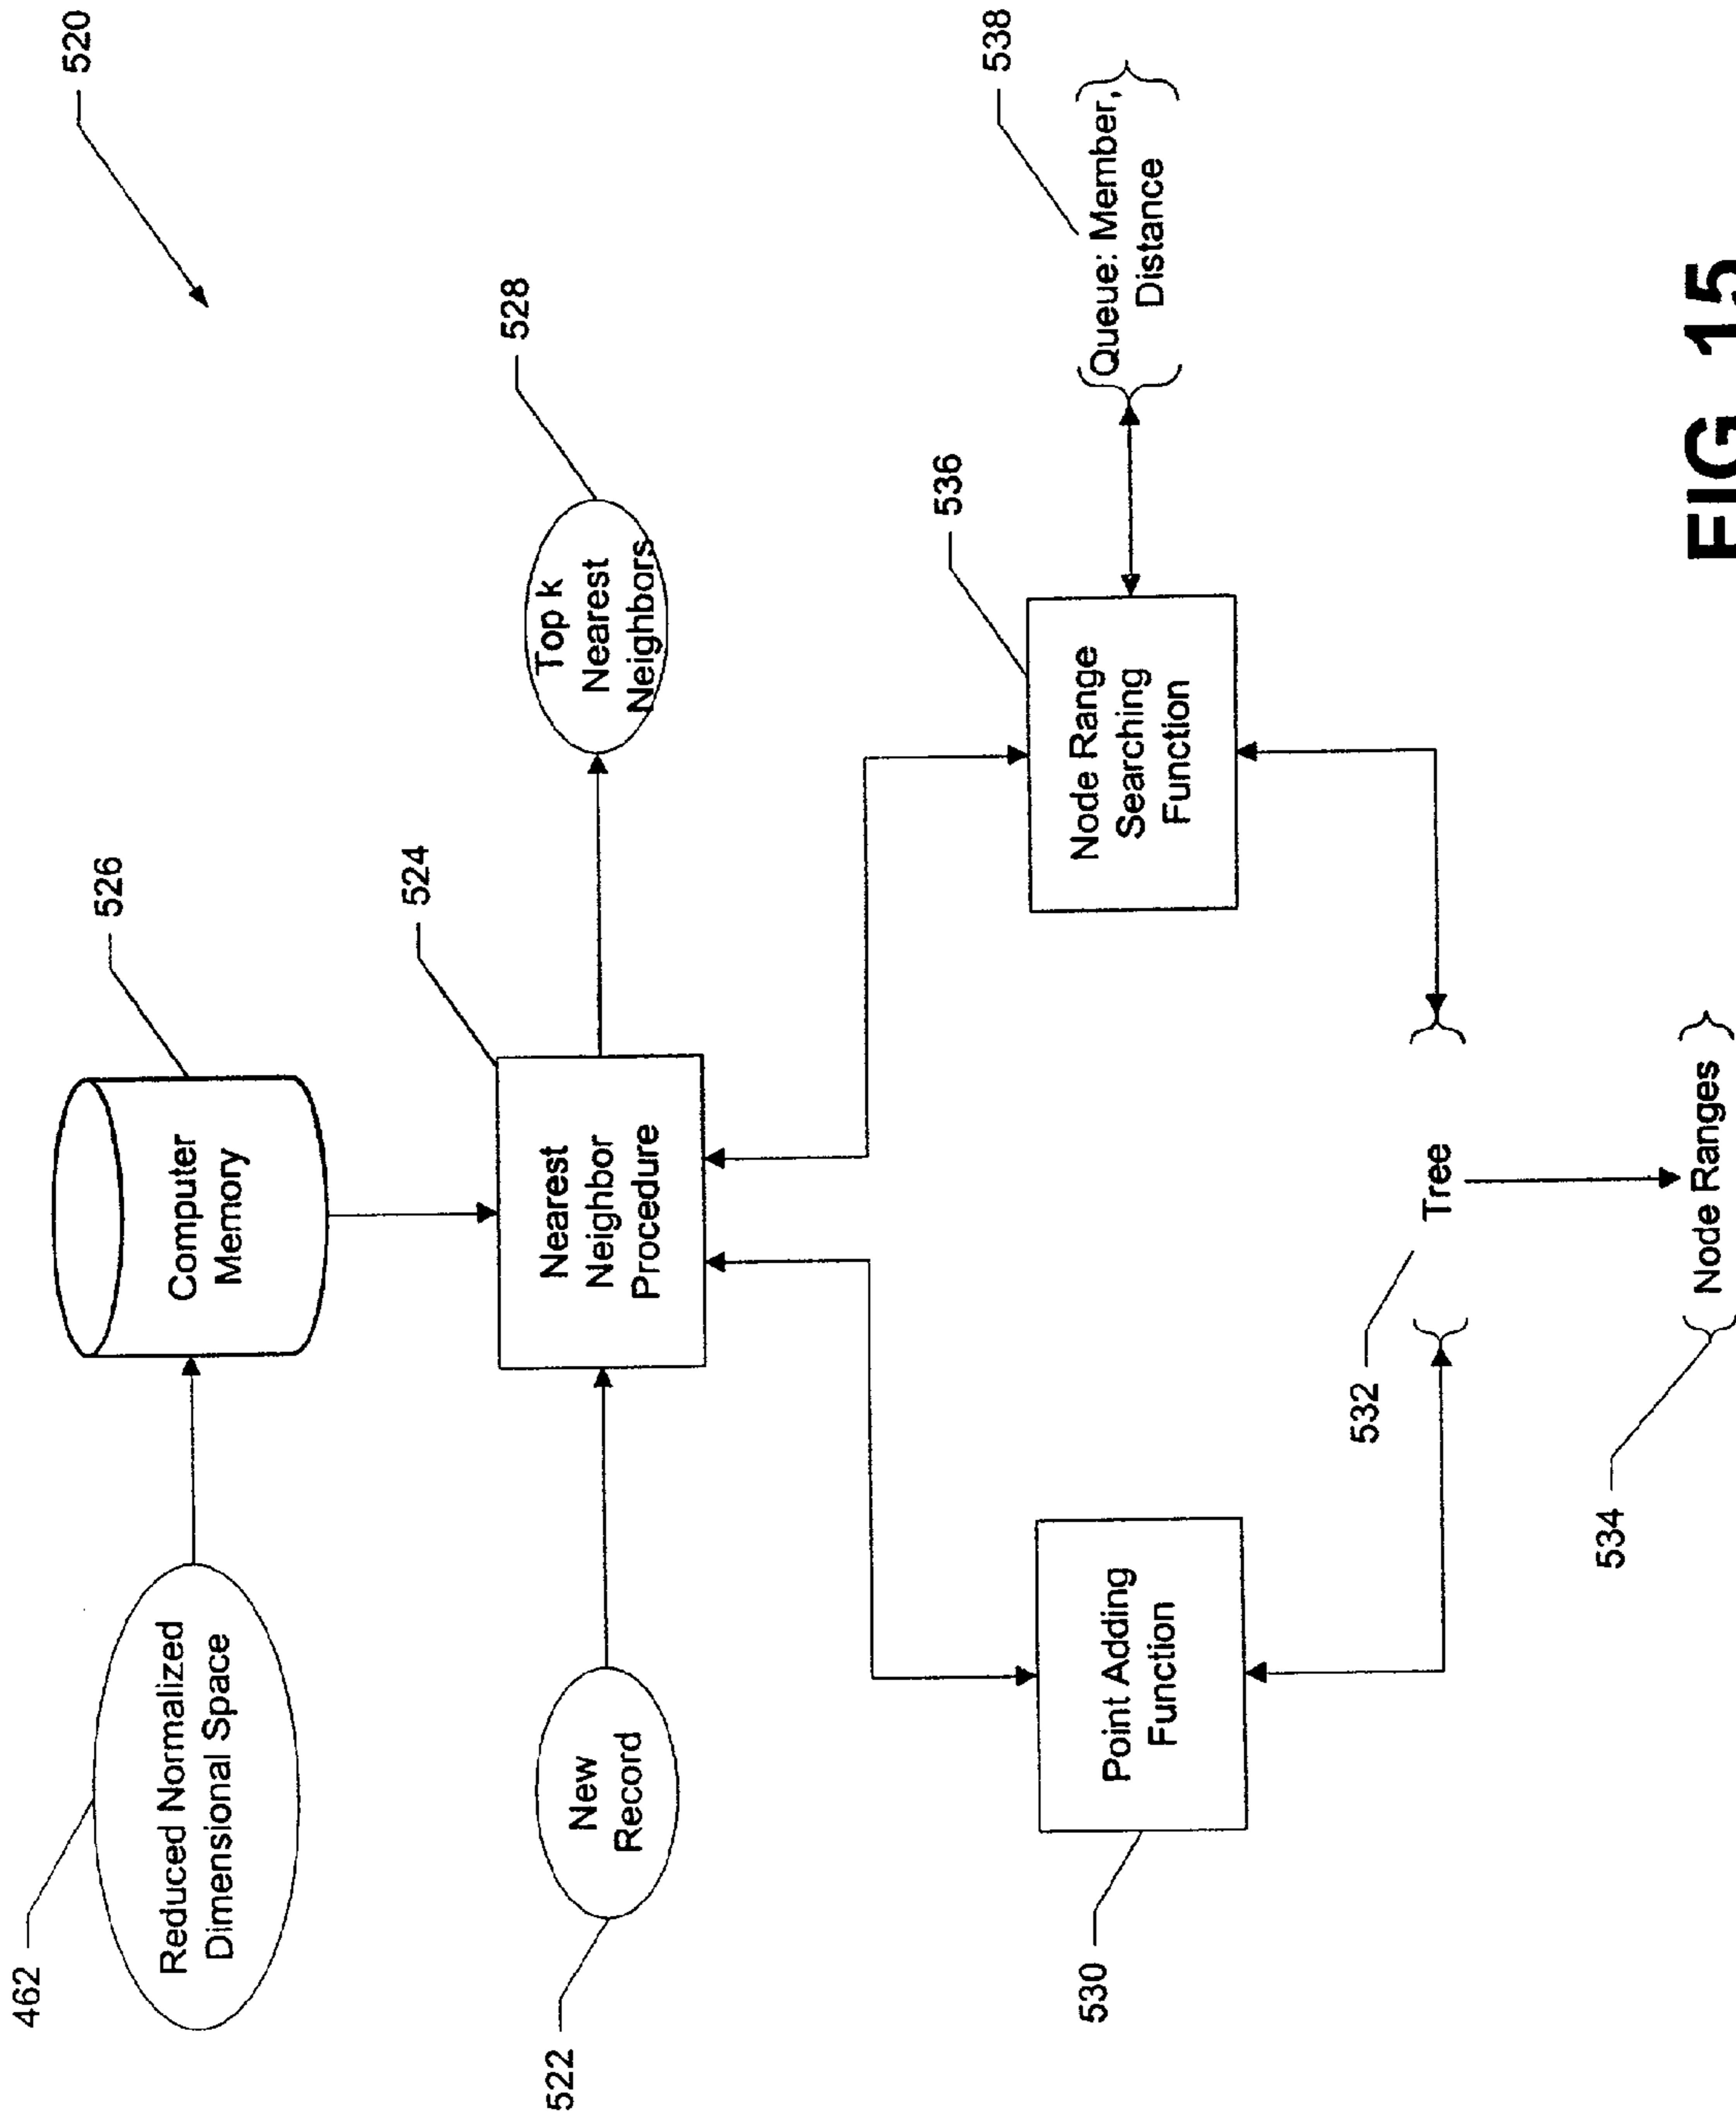 520
462
Reduced Normalized
Dimensional Space
Computer
Memory
526
522
New
Record
Nearest
Neighbor
Procedure
524
Top k
Nearest
Neighbors
528
530
Point Adding
Function
Node Range
Searching
Function
536
Queue: Member,
Distance
538
532
Tree
534
Node Ranges
FIG 15